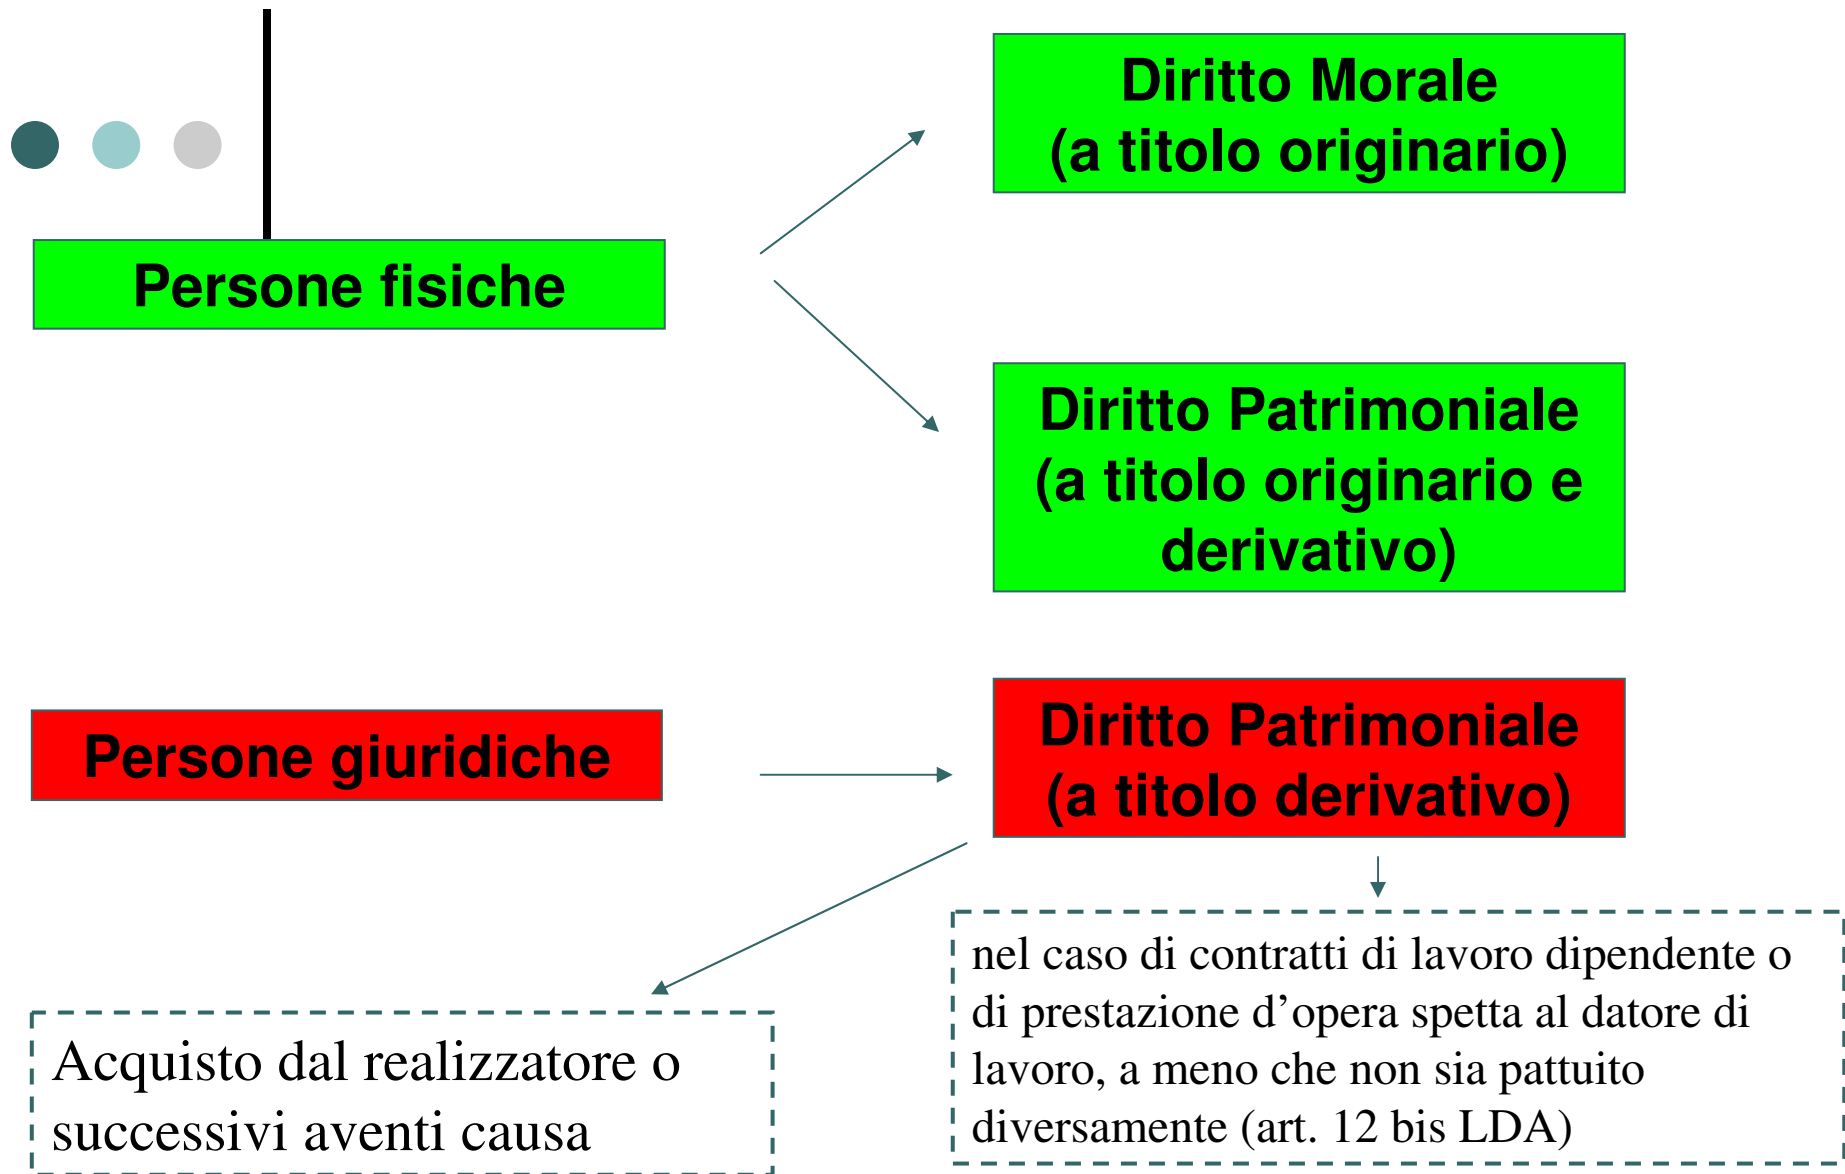 Diritto Morale
(a titolo originario)
Persone fisiche
Diritto Patrimoniale
(a titolo originario e
derivativo)
Persone giuridiche
Diritto Patrimoniale
(a titolo derivativo)
Acquisto dal realizzatore o
successivi aventi causa
nel caso di contratti di lavoro dipendente o
di prestazione d’opera spetta al datore di
lavoro, a meno che non sia pattuito
diversamente (art. 12 bis LDA)